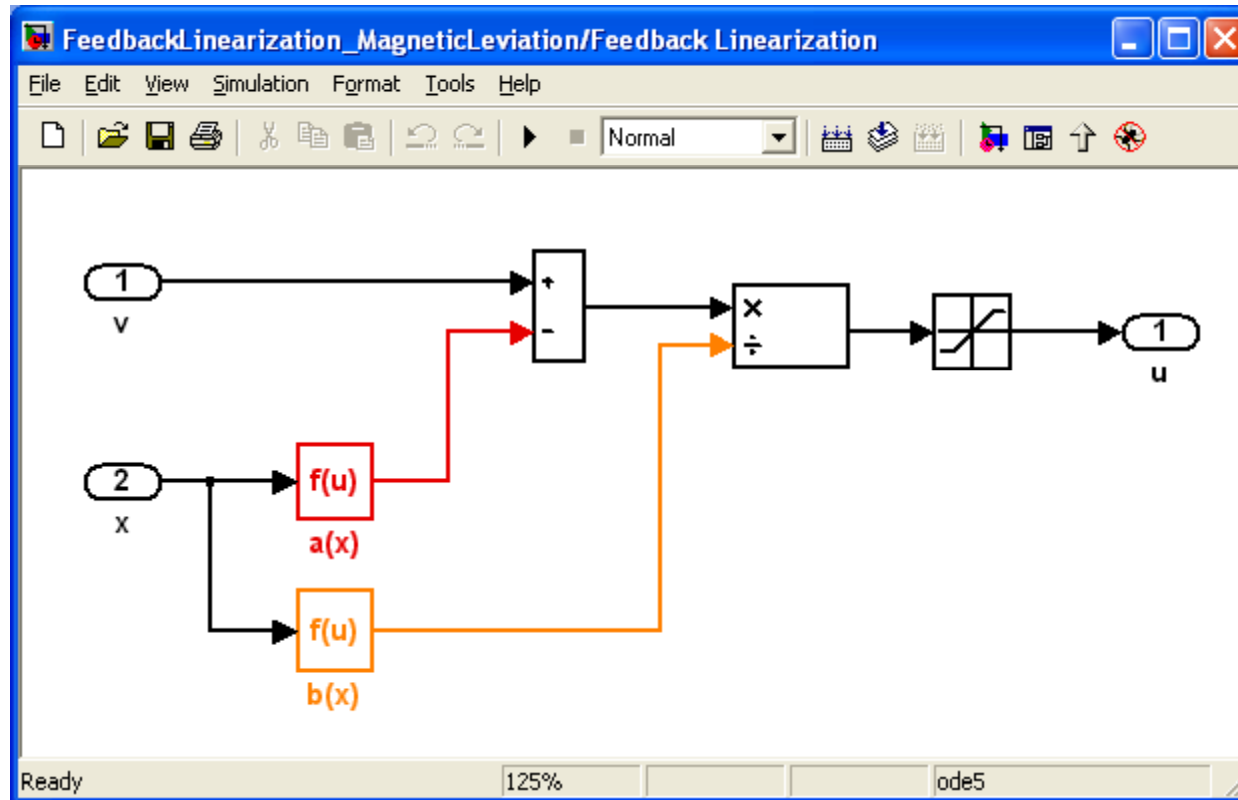 FeedbackLinearization_MagneticLeviation/Feedback Linearization
File Edit View Simulation Format Tools Help
Normal
1
v
+
-
×
÷
1
u
2
x
f(u)
a(x)
f(u)
b(x)
Ready 125% ode5